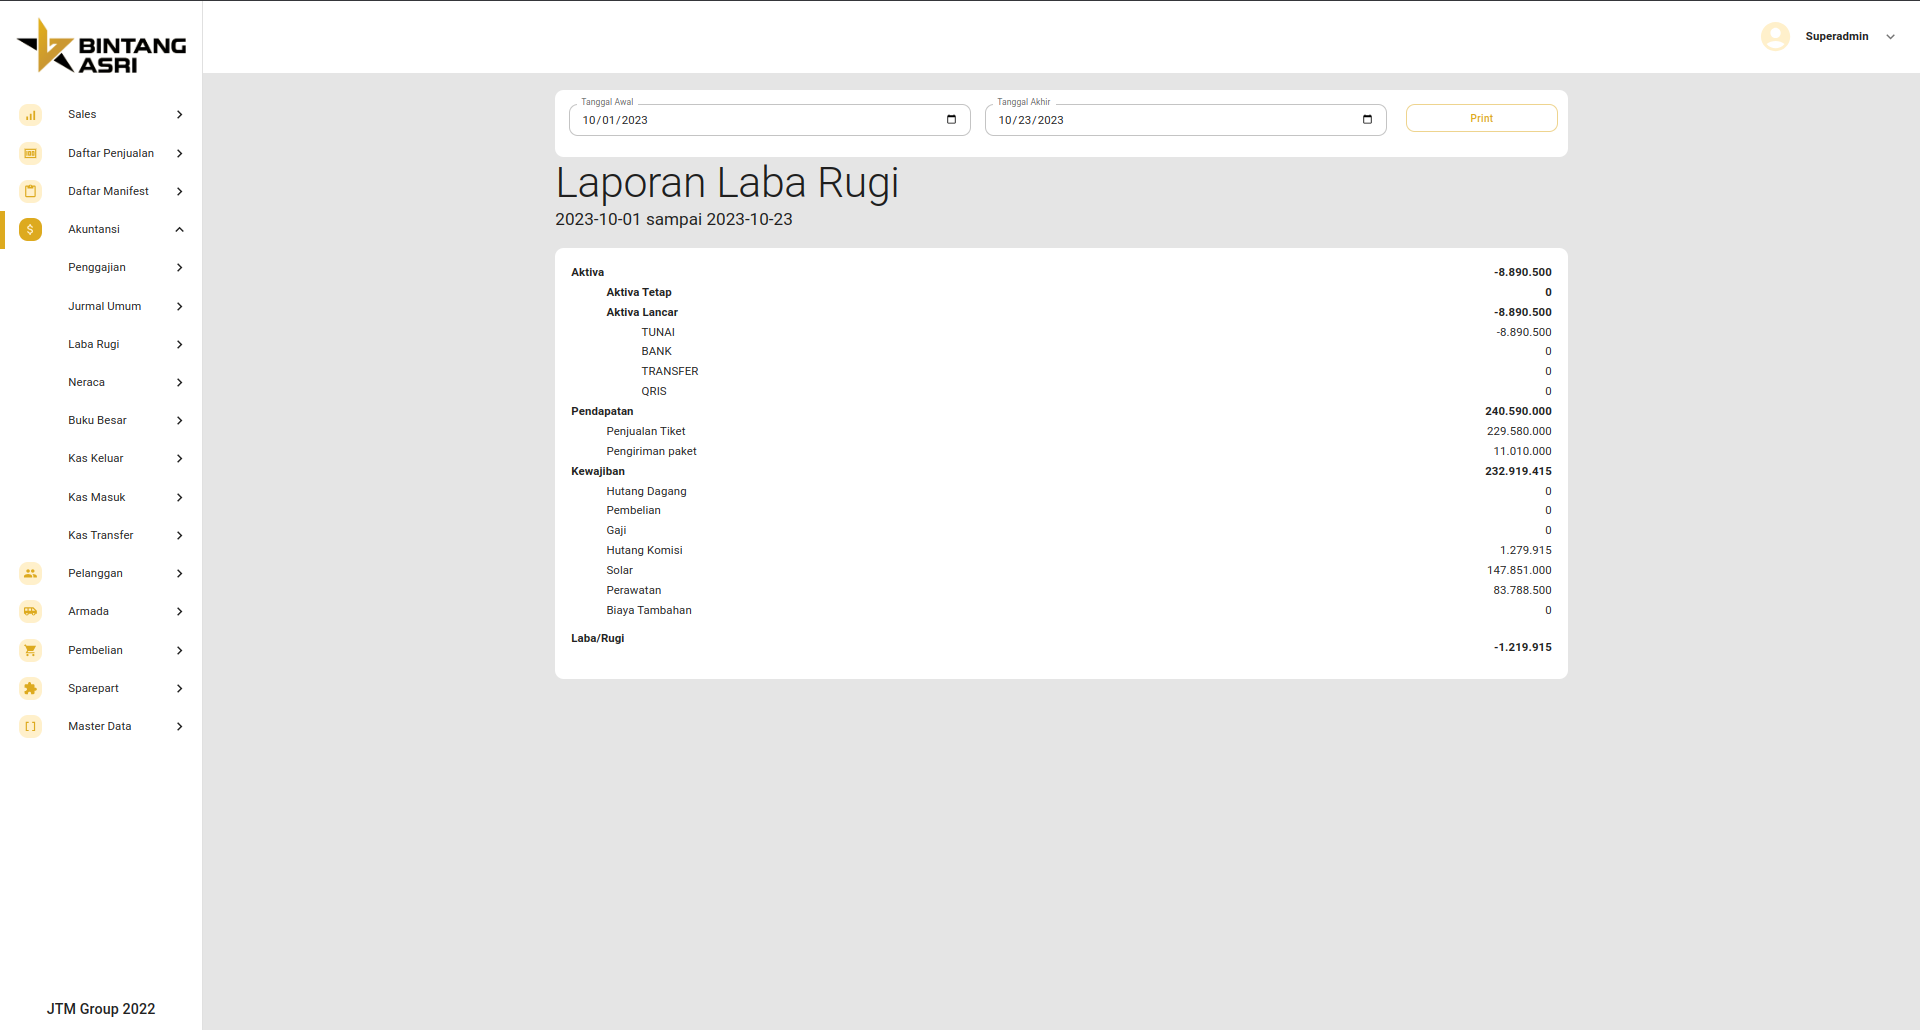 BINTANG
ASRI
Superadmin
Sales
Daftar Penjualan
Daftar Manifest
Akuntansi
Penggajian
Jurmal Umum
Laba Rugi
Neraca
Buku Besar
Kas Keluar
Kas Masuk
Kas Transfer
Pelanggan
Armada
Pembelian
Sparepart
Master Data
JTM Group 2022
Tanggal Awal
10/01/2023
Tanggal Akhir
10/23/2023
Print
Laporan Laba Rugi
2023-10-01 sampai 2023-10-23
Aktiva -8.890.500
Aktiva Tetap 0
Aktiva Lancar -8.890.500
TUNAI -8.890.500
BANK 0
TRANSFER 0
QRIS 0
Pendapatan 240.590.000
Penjualan Tiket 229.580.000
Pengiriman paket 11.010.000
Kewajiban 232.919.415
Hutang Dagang 0
Pembelian 0
Gaji 0
Hutang Komisi 1.279.915
Solar 147.851.000
Perawatan 83.788.500
Biaya Tambahan 0
Laba/Rugi -1.219.915